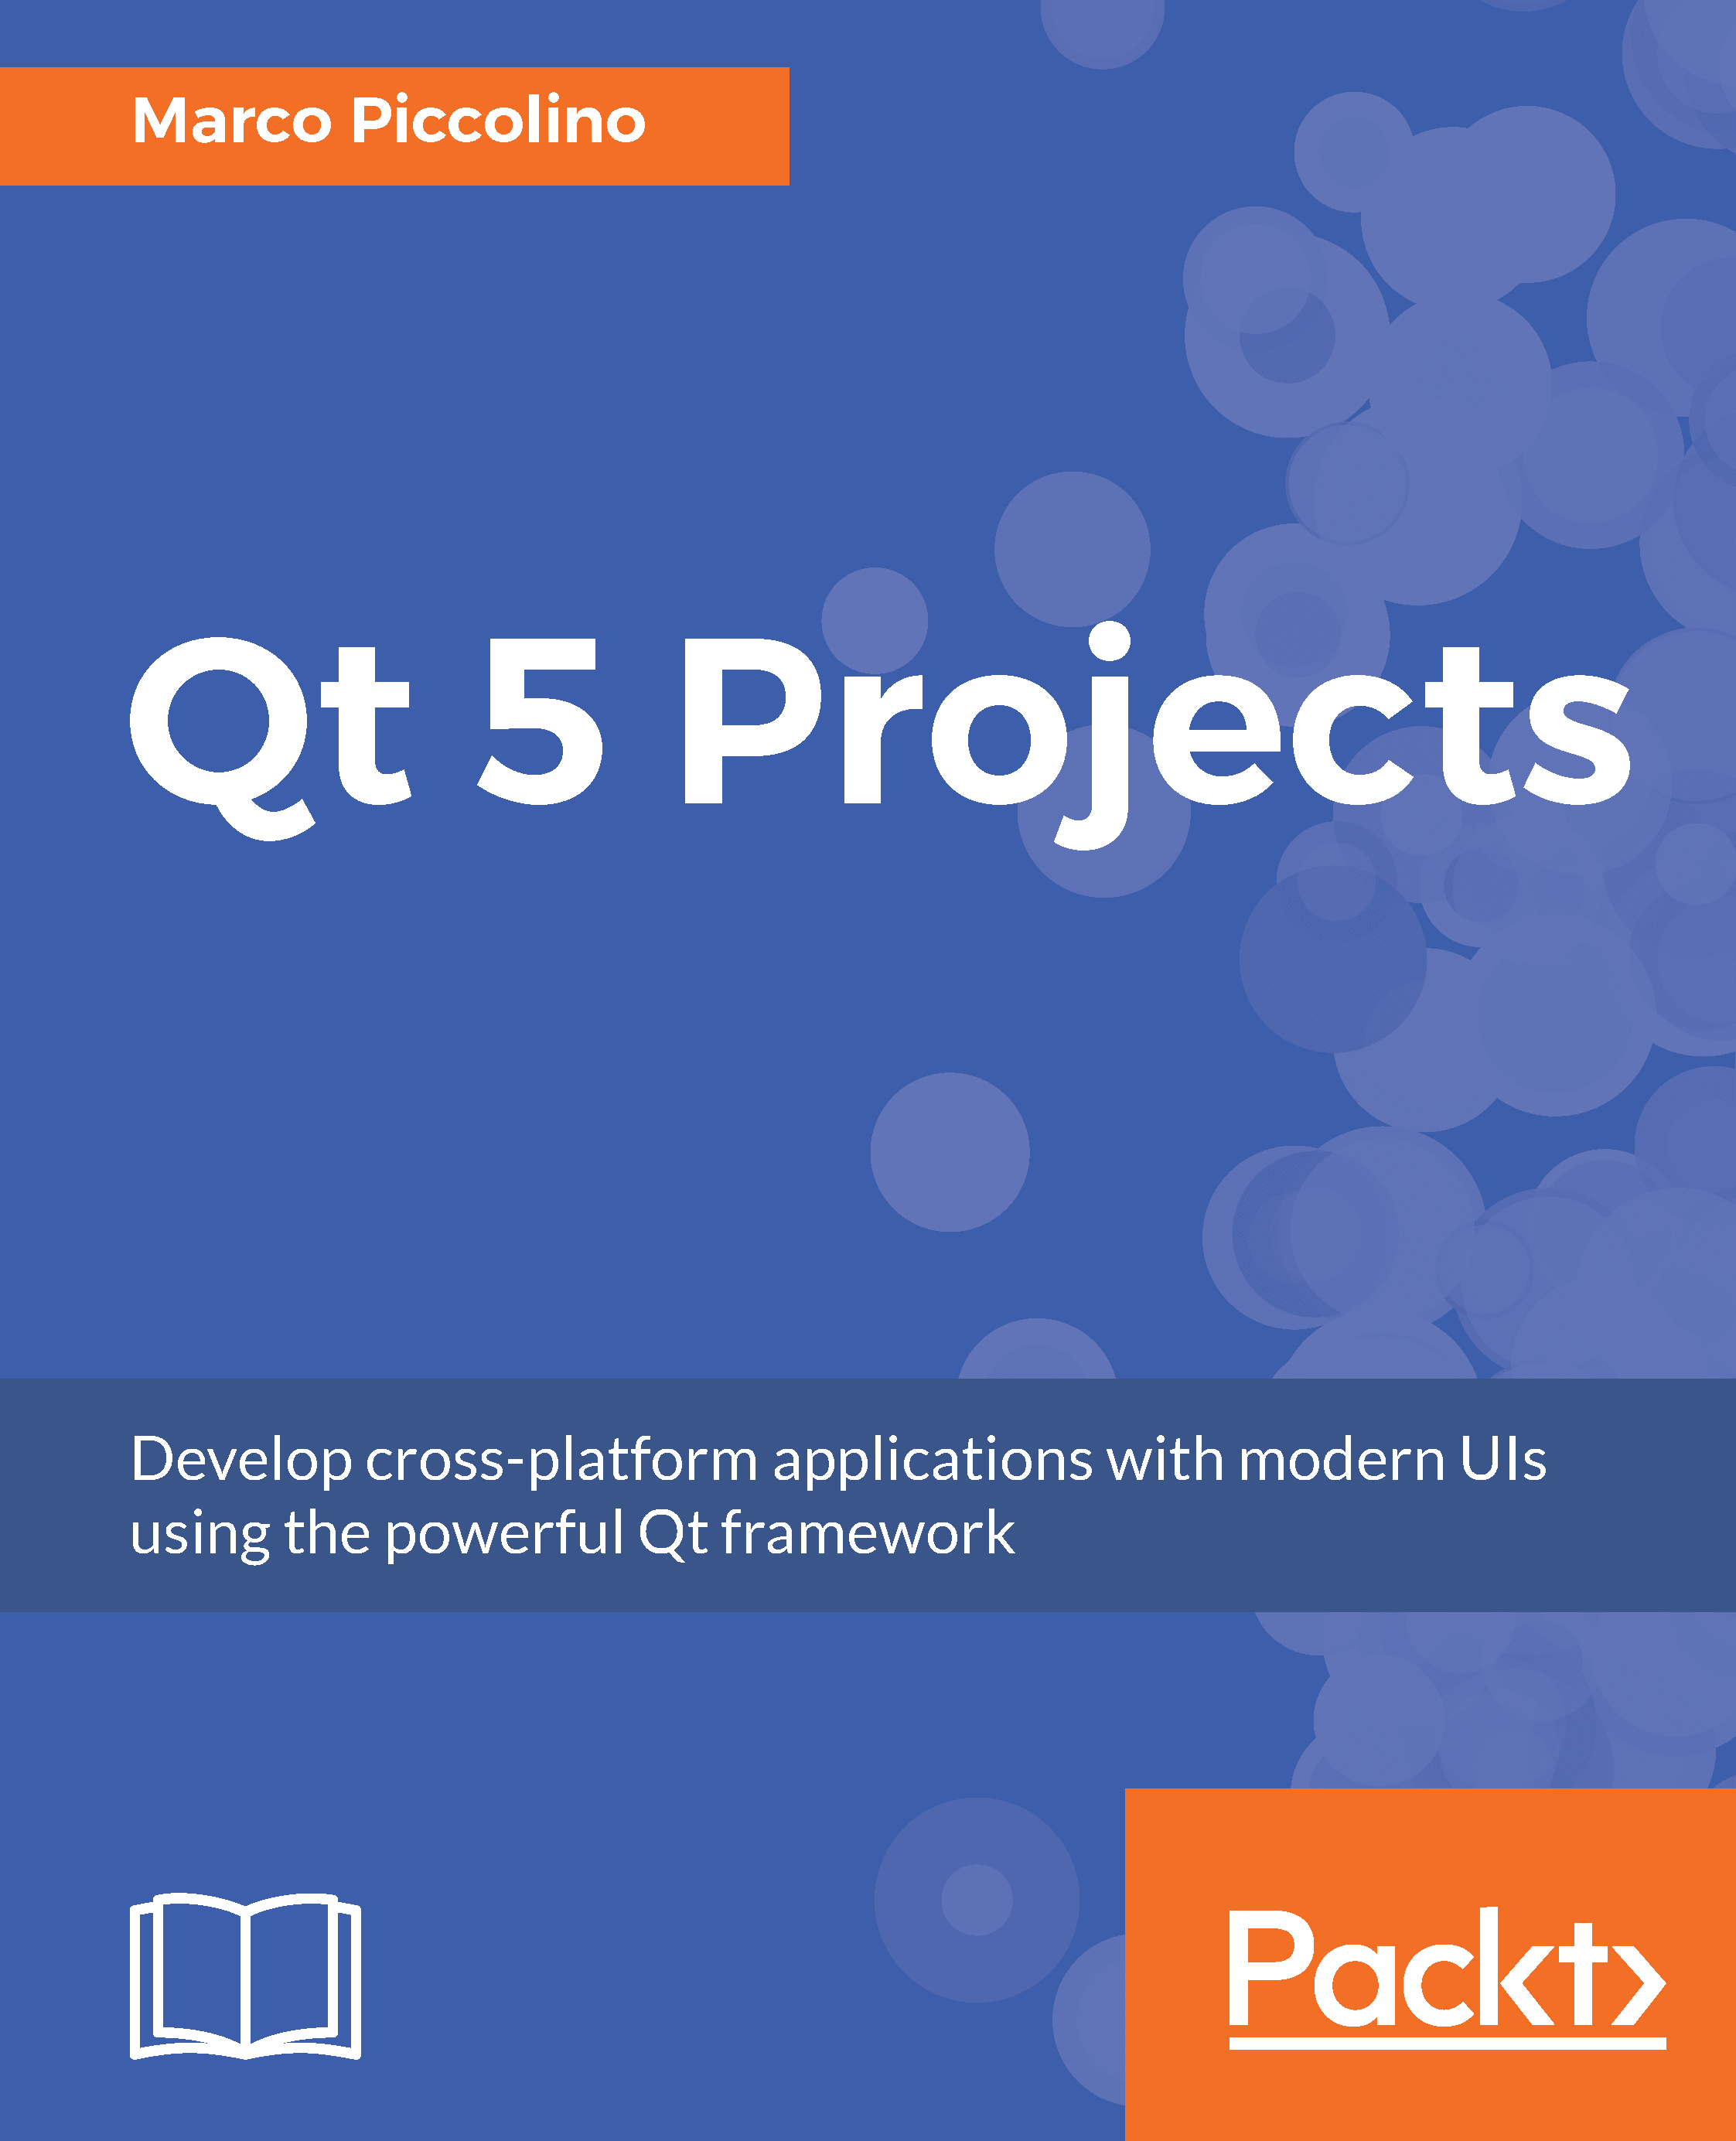 Marco Piccolino
Qt 5 Projects
Develop cross-platform applications with modern UIs
using the powerful Qt framework
Packt>